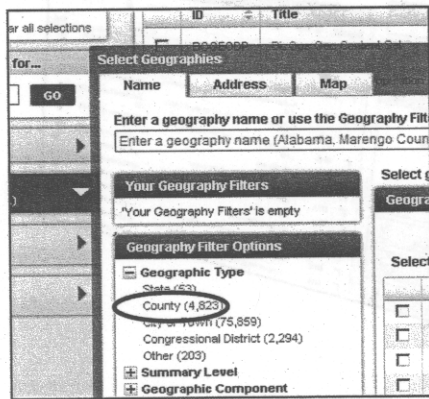 ID Title
ar all selections
for...
GO
Select Geographies
Name Address Map
Enter a geography name or use the Geography Filt
Enter a geography name (Alabama, Marengo Coun
Your Geography Filters
'Your Geography Filters' is empty
Select g
Geogra
Geography Filter Options
Select
Geographic Type
State (53)
County (4,823)
City or Town (75,859)
Congressional District (2,294)
Other (203)
Summary Level
Geographic Component